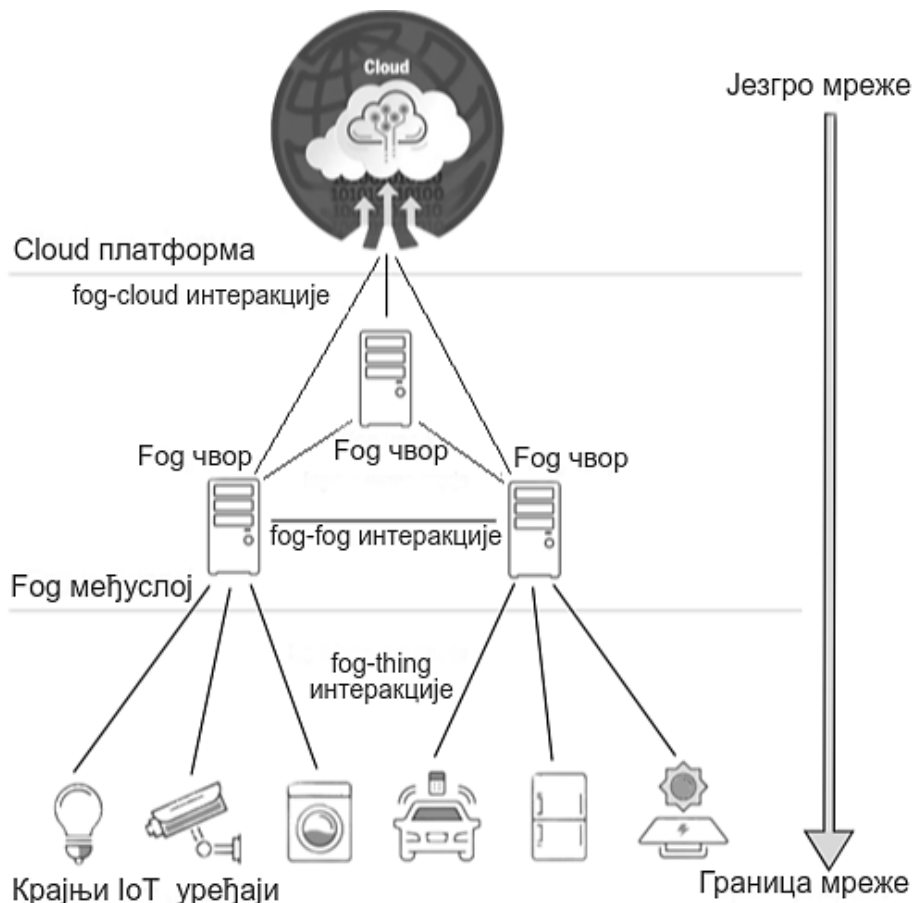 Cloud
Језгро мреже
Cloud платформа
fog-cloud интеракције
Fog чвор
Fog чвор
Fog чвор
fog-fog интеракције
Fog међуслој
fog-thing
интеракције
Крајњи IoT уређаји
Граница мреже